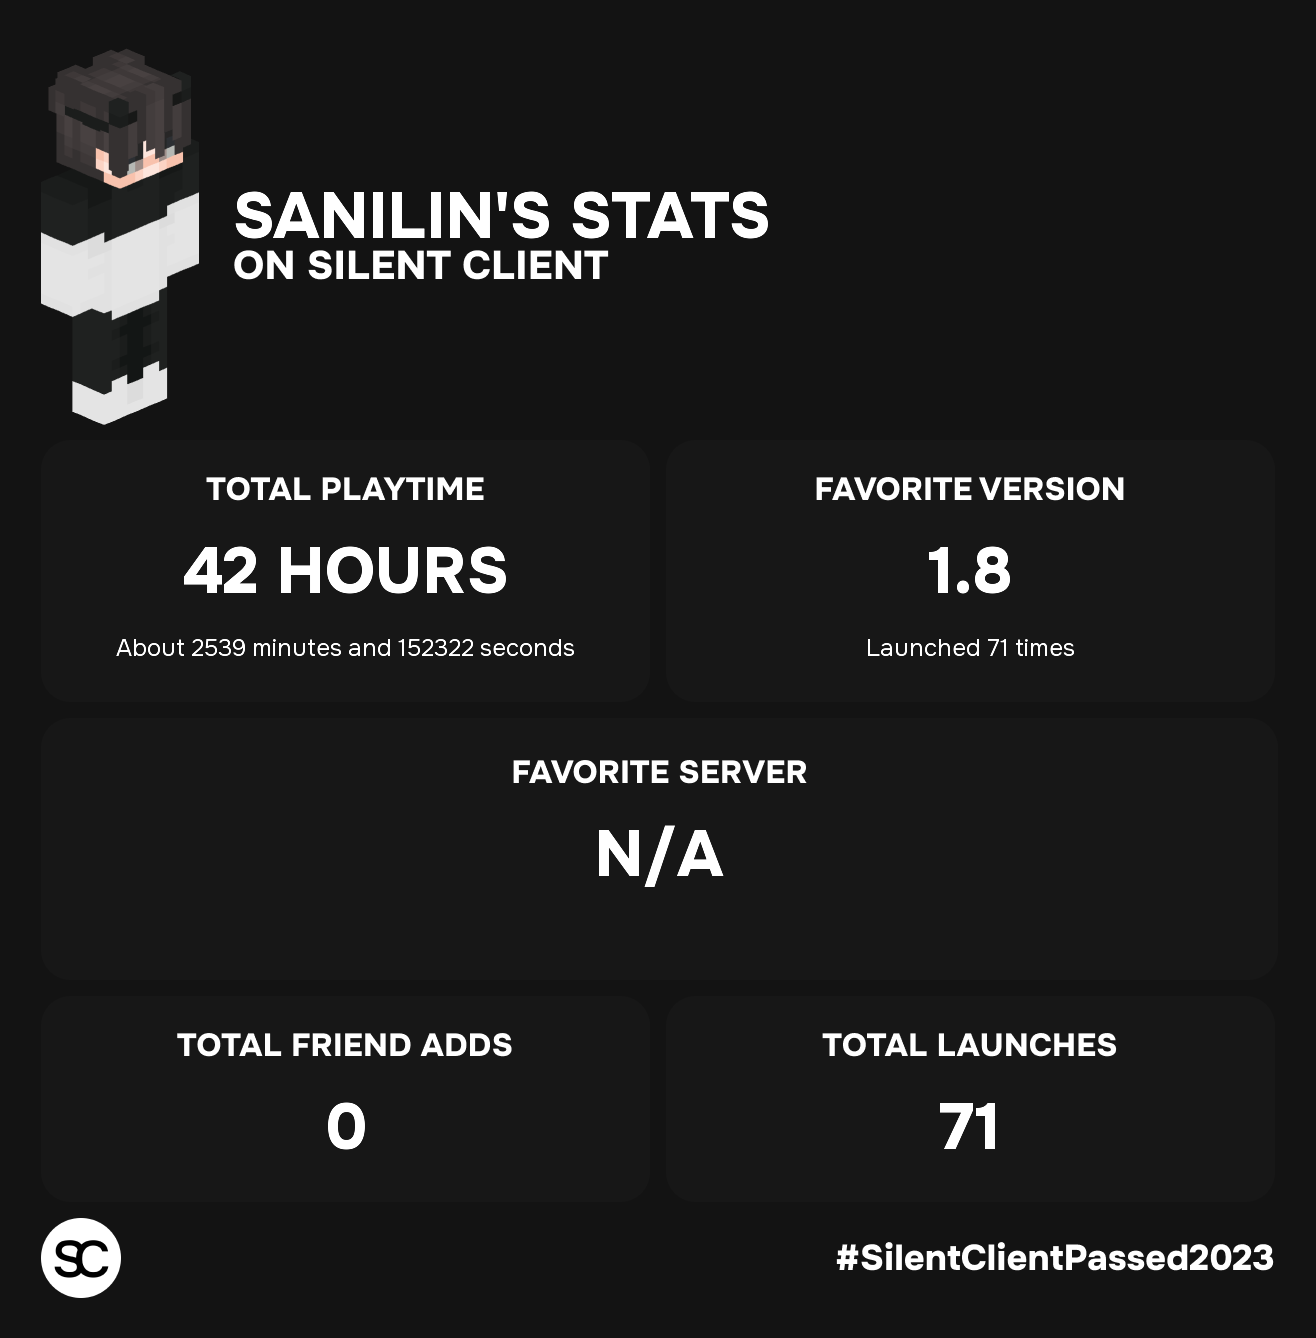 SANILIN'S STATS
ON SILENT CLIENT
TOTAL PLAYTIME
42 HOURS
About 2539 minutes and 152322 seconds
FAVORITE VERSION
1.8
Launched 71 times
FAVORITE SERVER
N/A
TOTAL FRIEND ADDS
0
TOTAL LAUNCHES
71
SC
#SilentClientPassed2023